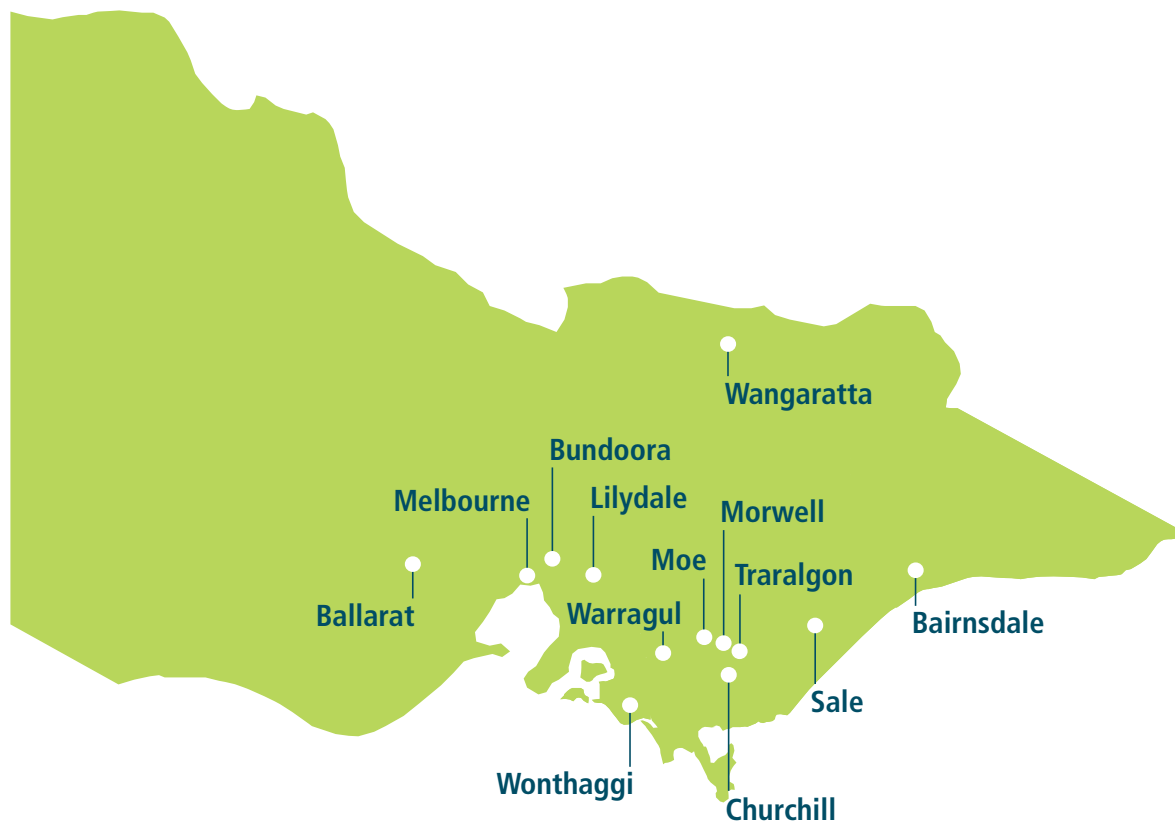 Wangaratta
Bundoora
Melbourne
Lilydale
Morwell
Moe
Traralgon
Ballarat
Warragul
Bairnsdale
Sale
Wonthaggi
Churchill